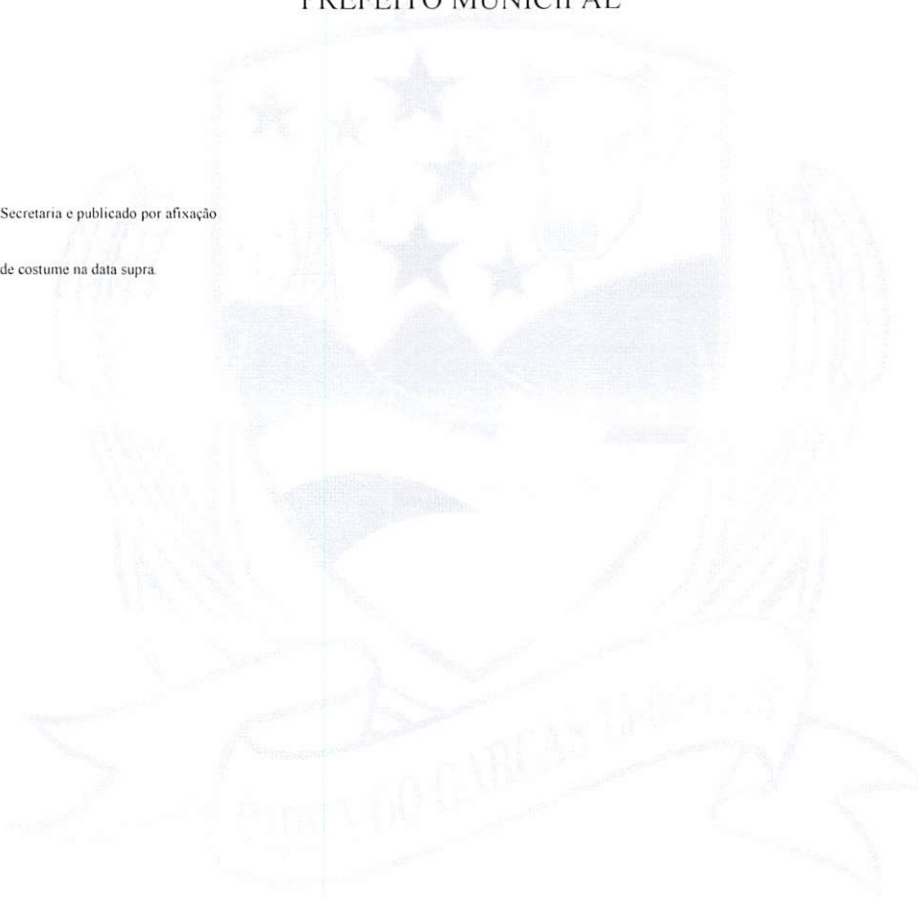 PREFEITO MUNICIPAL
Secretaria e publicado por afixação
de costume na data supra.